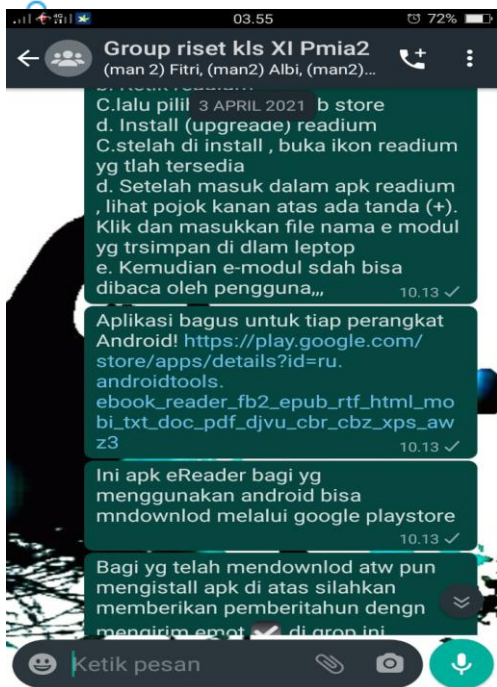 03.55
72%
Group riset kls XI Pmia2
(man 2) Fitri, (man2) Albi, (man2)...
3 APRIL 2021
C.lalu pilih b store
d. Install (upgreade) readium
C.stelah di install , buka ikon readium
yg tlah tersedia
d. Setelah masuk dalam apk readium
, lihat pojok kanan atas ada tanda (+).
Klik dan masukkan file nama e modul
yg trsimpan di dlam leptop
e. Kemudian e-modul sdah bisa
dibaca oleh pengguna,,,
10.13
Aplikasi bagus untuk tiap perangkat
Android! https://play.google.com/
store/apps/details?id=ru.
androidtools.
ebook_reader_fb2_epub_rtf_html_mo
bi_txt_doc_pdf_djvu_cbr_cbz_xps_aw
z3
10.13
Ini apk eReader bagi yg
menggunakan android bisa
mndownlod melalui google playstore
10.13
Bagi yg telah mendownlod atw pun
mengistall apk di atas silahkan
memberikan pemberitahun dengn
mengirim emot ✔ di grop ini
Ketik pesan